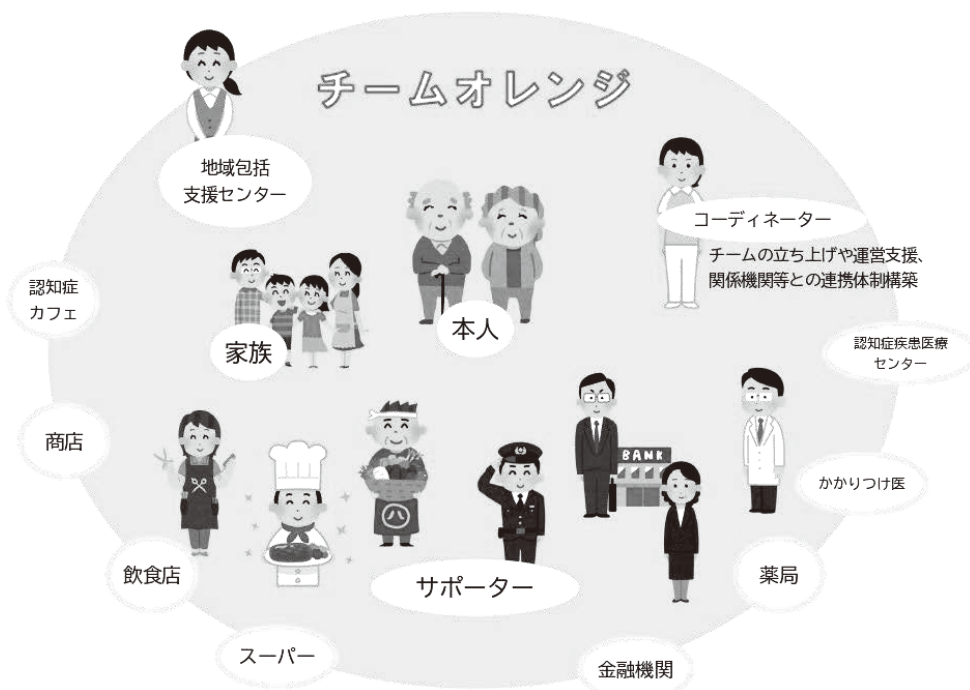 チームオレンジ
地域包括
支援センター
コーディネーター
チームの立ち上げや運営支援、
関係機関等との連携体制構築
認知症
カフェ
本人
家族
認知症疾患医療
センター
商店
BANK
かかりつけ医
八
飲食店
サポーター
薬局
スーパー
金融機関